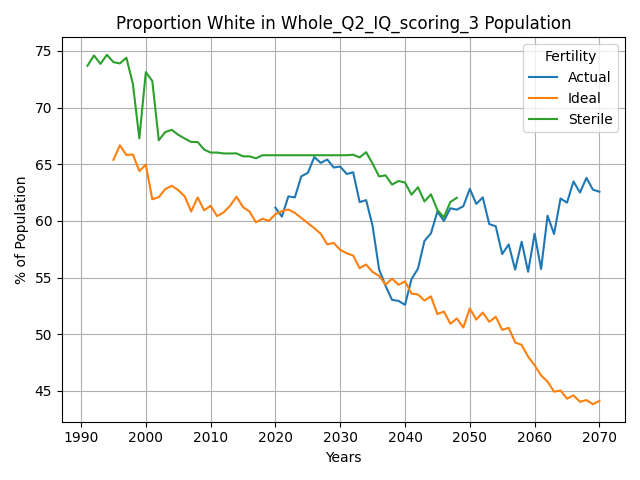 Proportion White in Whole_Q2_IQ_scoring_3 Population
% of Population
75
70
65
60
55
50
45
Fertility
Actual
Ideal
Sterile
1990 2000 2010 2020 2030 2040 2050 2060 2070
Years